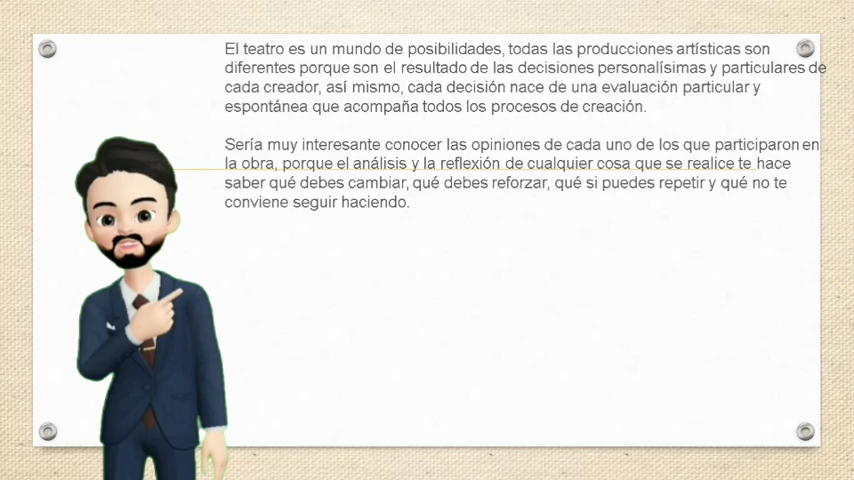 El teatro es un mundo de posibilidades, todas las producciones artísticas son
diferentes porque son el resultado de las decisiones personalísimas y particulares de
cada creador, así mismo, cada decisión nace de una evaluación particular y
espontánea que acompaña todos los procesos de creación.
Sería muy interesante conocer las opiniones de cada uno de los que participaron en
la obra, porque el análisis y la reflexión de cualquier cosa que se realice te hace
saber qué debes cambiar, qué debes reforzar, qué si puedes repetir y qué no te
conviene seguir haciendo.